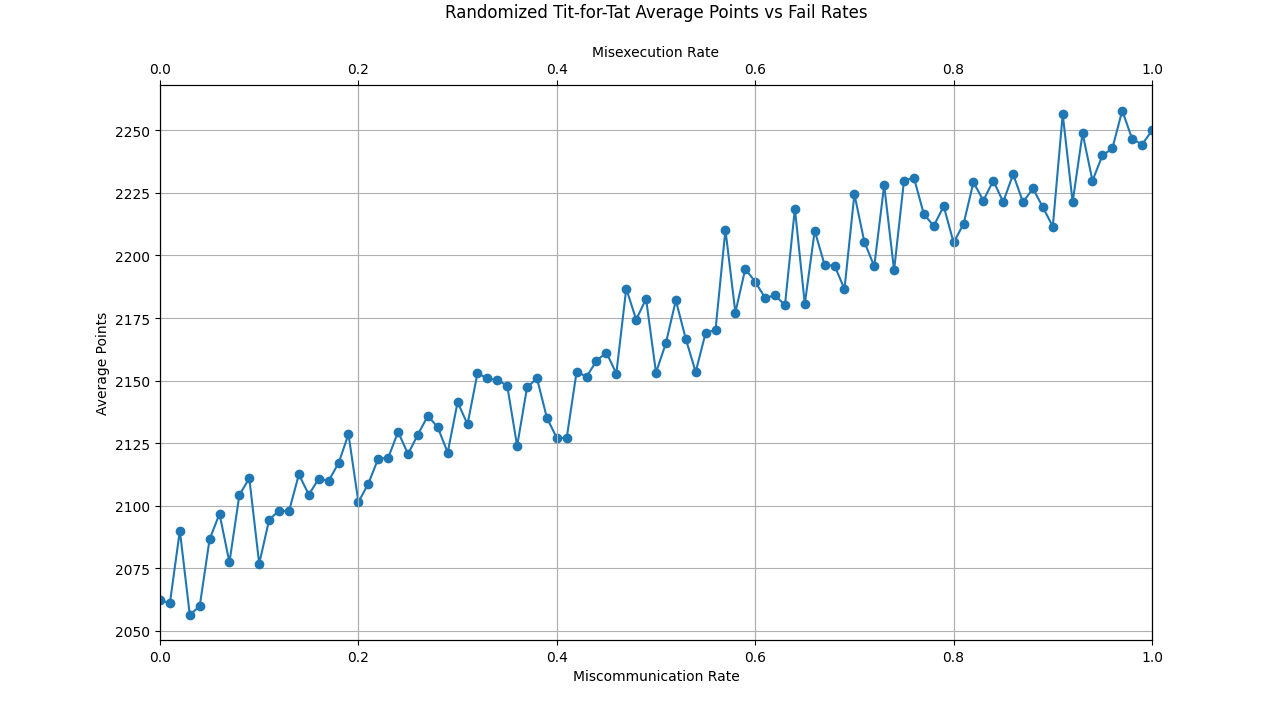 Randomized Tit-for-Tat Average Points vs Fail Rates
Misexecution Rate
0.0 0.2 0.4 0.6 0.8 1.0
2250
2225
2200
2175
2150
2125
2100
2075
2050
Average Points
0.0 0.2 0.4 0.6 0.8 1.0
Miscommunication Rate